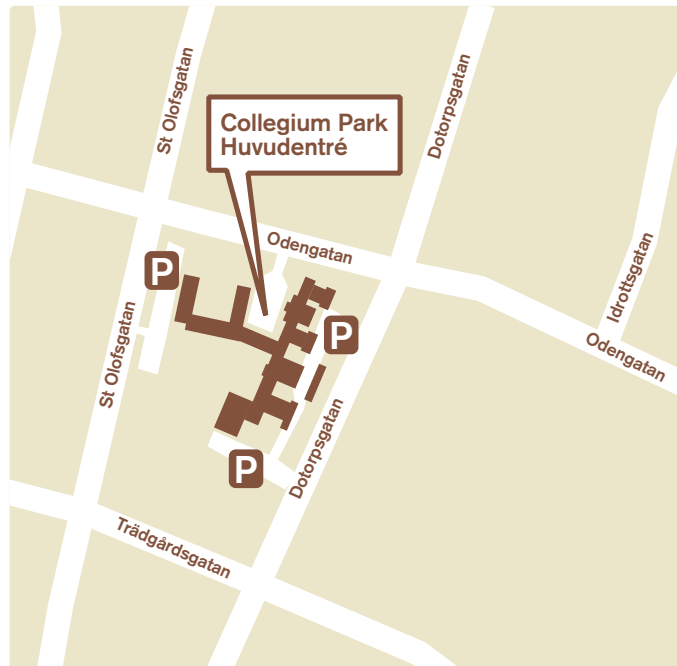 St Olofsgatan
Dotorpsgatan
Collegium Park
Huvudentré
Odengatan
Idrottsgatan
P
P
Odengatan
St Olofsgatan
Dotorpsgatan
P
Trädgårdsgatan